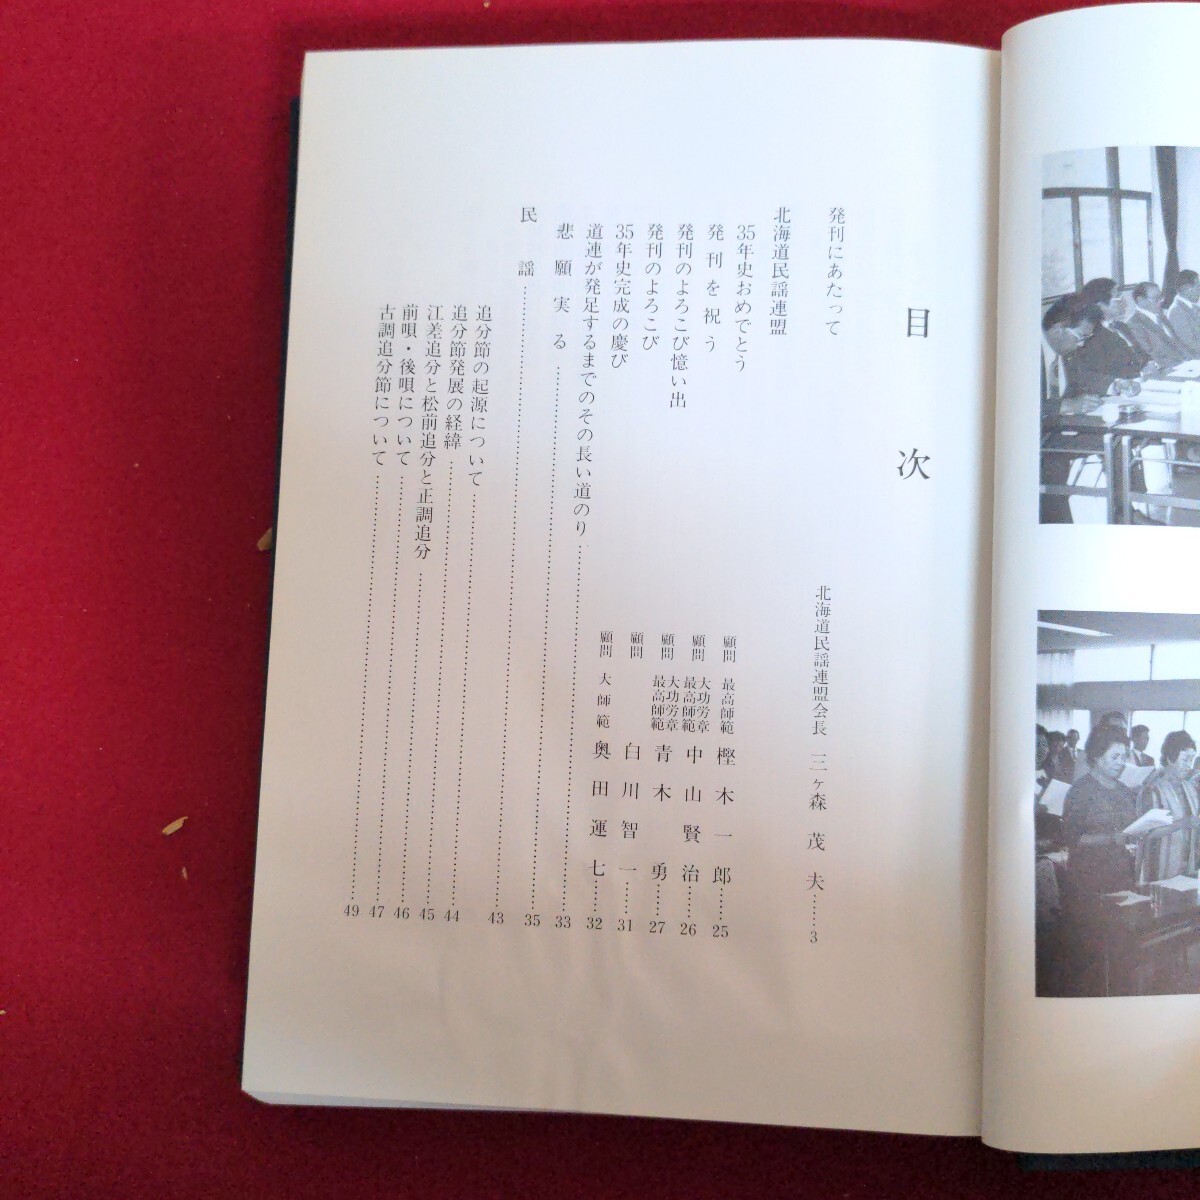 目次
発刊にあたって 北海道民謡連盟会長 三ヶ森茂夫……3
北海道民謡連盟
35年史おめでとう 顧問 最高師範 樫木一郎……25
発刊を祝う 顧問 大功労章 最高師範 中山賢治……26
発刊のよろこび憶い出 顧問 大功労章 最高師範 青木勇……27
発刊のよろこび 顧問 白川智一……31
35年史完成の慶び 顧問 大師範 奥田運七……32
道連が発足するまでのその長い道のり……33
悲願実る……35
民謡……43
追分節の起源について……44
追分節発展の経緯……45
江差追分と松前追分と正調追分……46
前唄・後唄について……47
古調追分節について……49